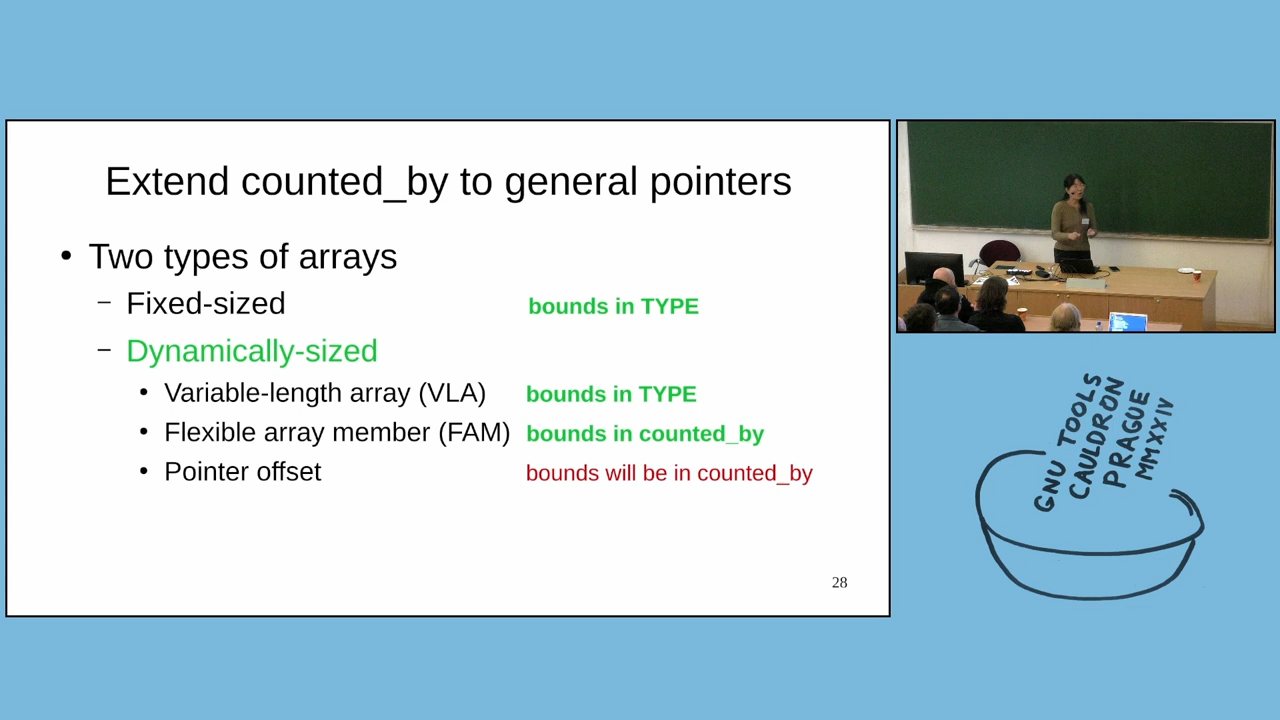 Extend counted_by to general pointers
• Two types of arrays
– Fixed-sized bounds in TYPE
– Dynamically-sized
• Variable-length array (VLA) bounds in TYPE
• Flexible array member (FAM) bounds in counted_by
• Pointer offset bounds will be in counted_by
28
GNU TOOLS
CAULDRON
PRAGUE
MMXXIV